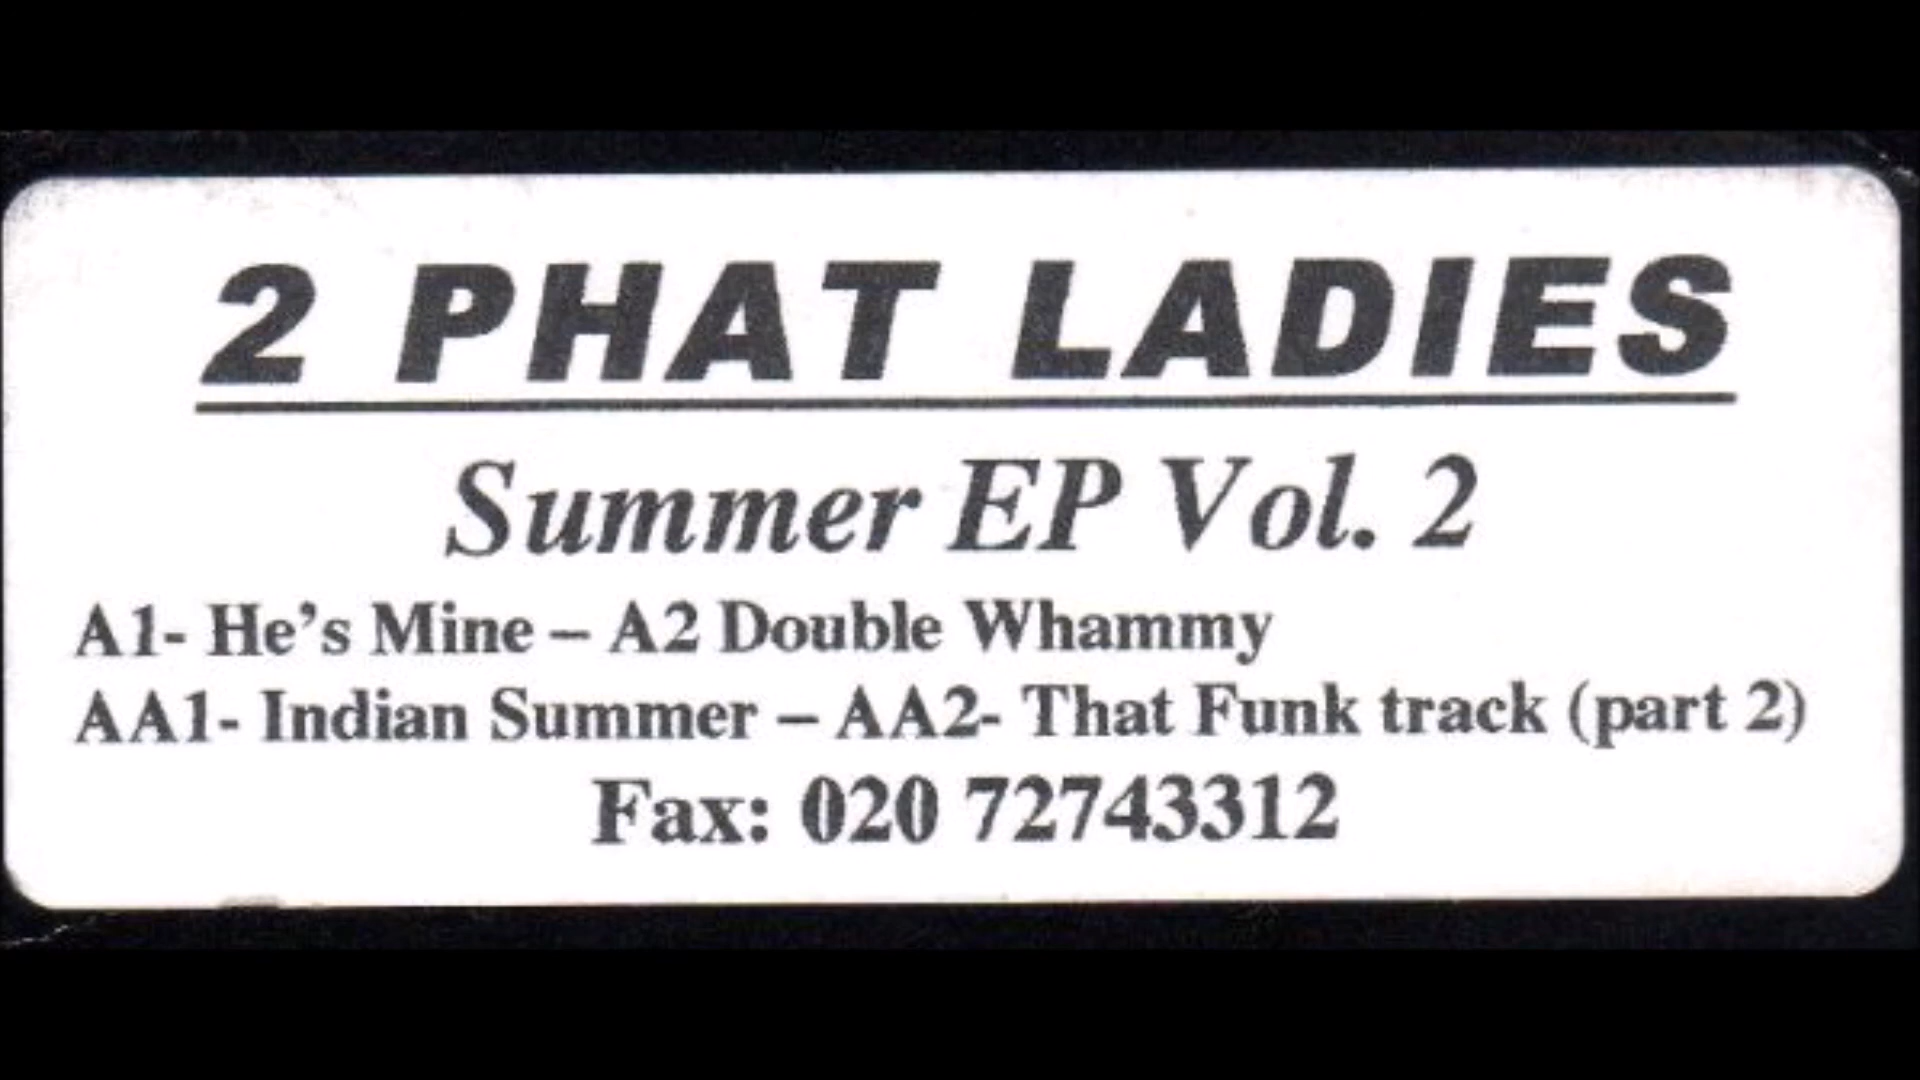 2 PHAT LADIES
Summer EP Vol. 2
A1- He's Mine – A2 Double Whammy
AA1- Indian Summer – AA2- That Funk track (part 2)
Fax: 020 72743312